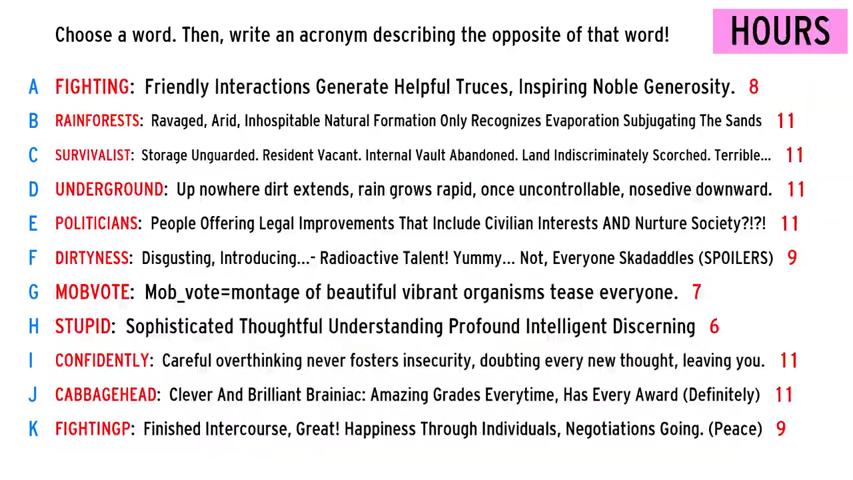 Choose a word. Then, write an acronym describing the opposite of that word!
HOURS
A FIGHTING: Friendly Interactions Generate Helpful Truces, Inspiring Noble Generosity. 8
B RAINFORESTS: Ravaged, Arid, Inhospitable Natural Formation Only Recognizes Evaporation Subjugating The Sands 11
C SURVIVALIST: Storage Unguarded. Resident Vacant. Internal Vault Abandoned. Land Indiscriminately Scorched. Terrible... 11
D UNDERGROUND: Up nowhere dirt extends, rain grows rapid, once uncontrollable, nosedive downward. 11
E POLITICIANS: People Offering Legal Improvements That Include Civilian Interests AND Nurture Society?!?! 11
F DIRTYNESS: Disgusting, Introducing...- Radioactive Talent! Yummy... Not, Everyone Skadaddles (SPOILERS) 9
G MOBVOTE: Mob_vote=montage of beautiful vibrant organisms tease everyone. 7
H STUPID: Sophisticated Thoughtful Understanding Profound Intelligent Discerning 6
I CONFIDENTLY: Careful overthinking never fosters insecurity, doubting every new thought, leaving you. 11
J CABBAGEHEAD: Clever And Brilliant Brainiac: Amazing Grades Everytime, Has Every Award (Definitely) 11
K FIGHTINGP: Finished Intercourse, Great! Happiness Through Individuals, Negotiations Going. (Peace) 9